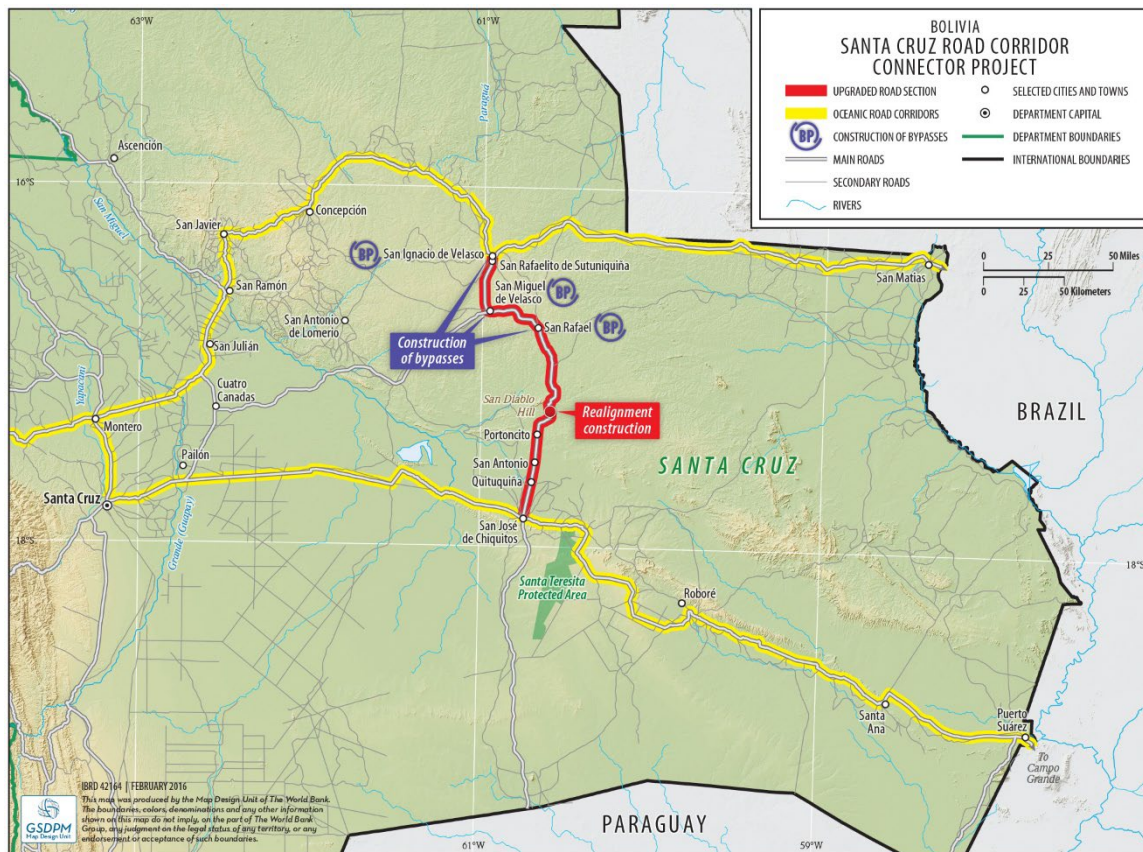 BOLIVIA
SANTA CRUZ ROAD CORRIDOR
CONNECTOR PROJECT
UPGRADED ROAD SECTION
OCEANIC ROAD CORRIDORS
BP
CONSTRUCTION OF BYPASSES
MAIN ROADS
SECONDARY ROADS
RIVERS
SELECTED CITIES AND TOWNS
DEPARTMENT CAPITAL
DEPARTMENT BOUNDARIES
INTERNATIONAL BOUNDARIES
0 25 50 Miles
0 25 50 Kilometers
63°W
61°W
Paraguá
Ascención
16°S
16°S
San Miguel
Concepción
San Javier
BP
San Ignacio de Velasco
San Rafaelito de Sutuniquiña
San Matías
San Ramón
San Miguel
de Velasco
BP
San Antonio
de Lomerío
San Rafael
BP
Construction
of bypasses
San Julián
Yapacaní
Cuatro
Canadas
San Diablo
Hill
Realignment
construction
BRAZIL
Montero
Portoncito
Pailón
San Antonio
SANTA CRUZ
Quituquiña
Santa Cruz
Grande (Guapay)
San José
de Chiquitos
18°S
18°S
Santa Teresita
Protected Area
Roboré
Santa
Ana
Puerto
Suárez
To
Campo
Grande
IBRD 42164 | FEBRUARY 2016
This map was produced by the Map Design Unit of The World Bank.
The boundaries, colors, denominations and any other information
shown on this map do not imply, on the part of The World Bank
Group, any judgment on the legal status of any territory, or any
endorsement or acceptance of such boundaries.
GSDPM
Map Design Unit
PARAGUAY
61°W
59°W